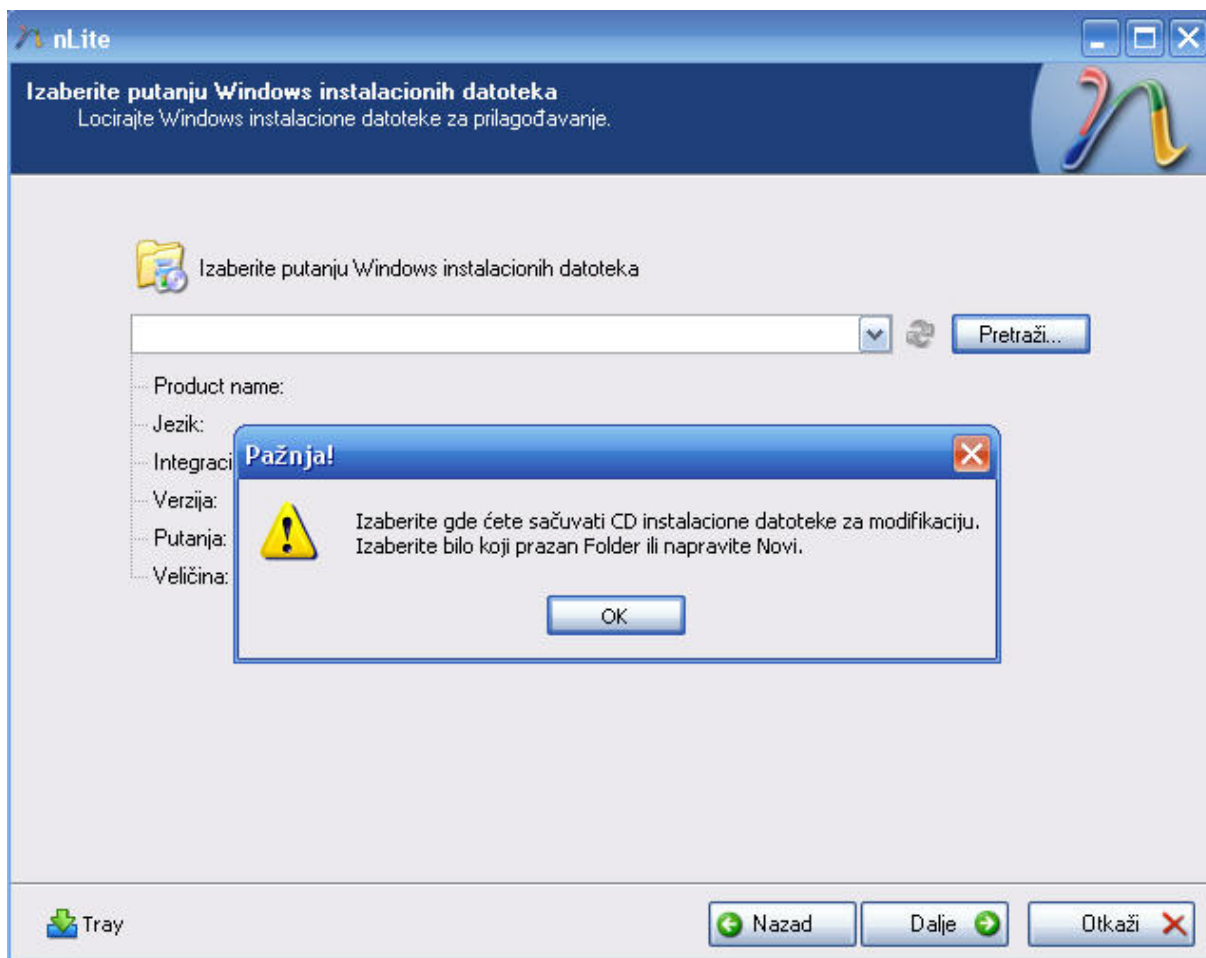 nLite
Izaberite putanju Windows instalacionih datoteka
Locirajte Windows instalacione datoteke za prilagođavanje.
Izaberite putanju Windows instalacionih datoteka
Pretraži...
Product name:
Jezik:
Integraci
Pažnja!
Verzija:
Izaberite gde ćete sačuvati CD instalacione datoteke za modifikaciju.
Izaberite bilo koji prazan Folder ili napravite Novi.
Putanja:
Veličina:
OK
Tray
Nazad
Dalje
Otkaži